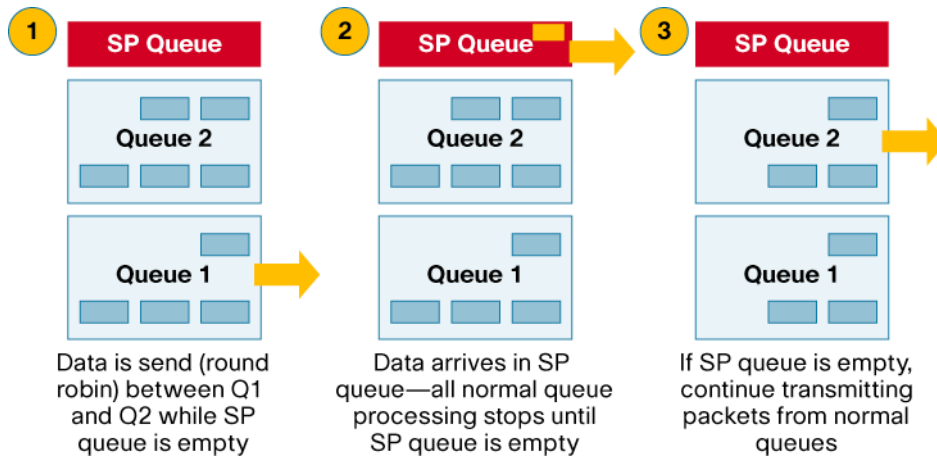 1
SP Queue
Queue 2
Queue 1
Data is send (round
robin) between Q1
and Q2 while SP
queue is empty
2
SP Queue
Queue 2
Queue 1
Data arrives in SP
queue—all normal queue
processing stops until
SP queue is empty
3
SP Queue
Queue 2
Queue 1
If SP queue is empty,
continue transmitting
packets from normal
queues